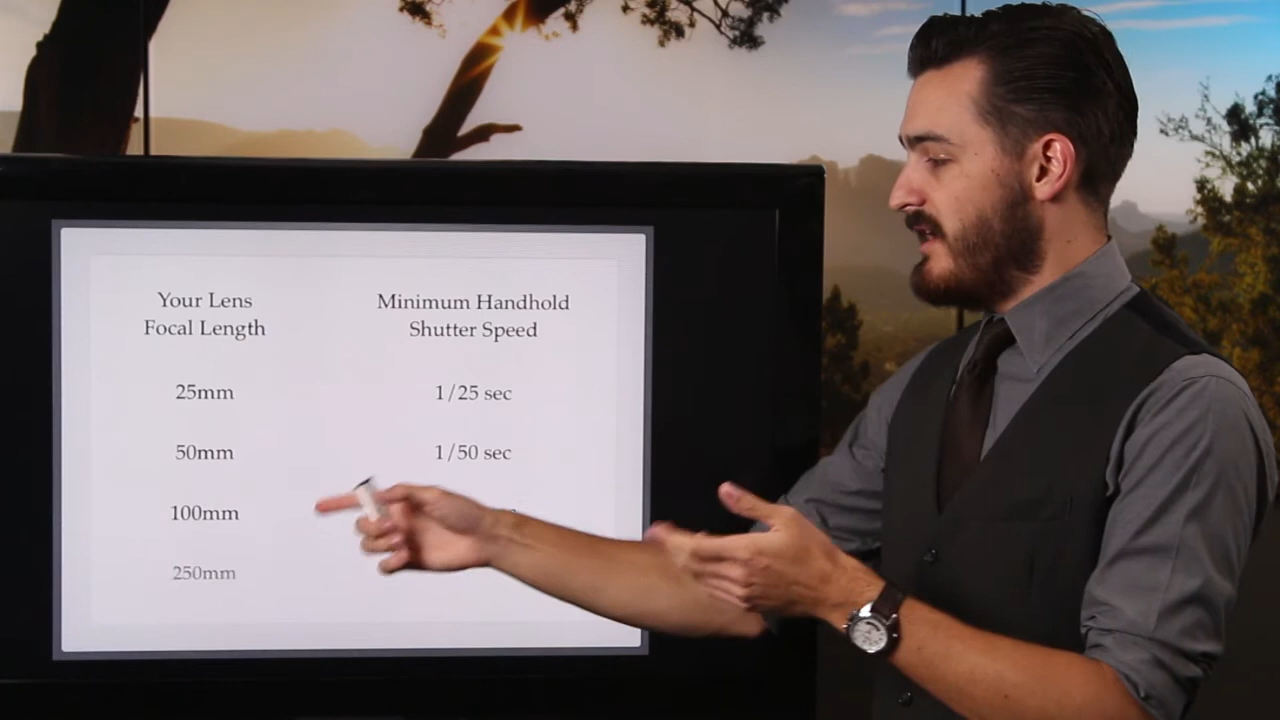 Your Lens
Focal Length
Minimum Handhold
Shutter Speed
25mm
1/25 sec
50mm
1/50 sec
100mm
250mm